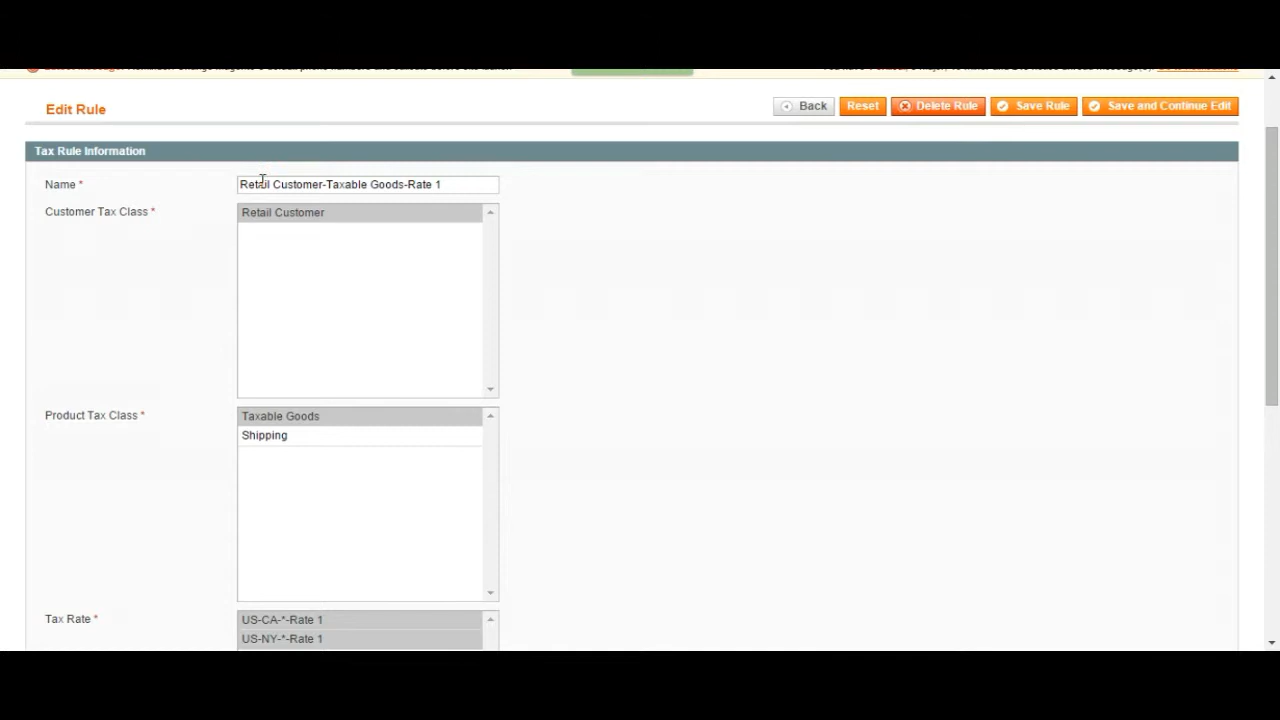 Edit Rule
Back Reset Delete Rule Save Rule Save and Continue Edit
Tax Rule Information
Name *
Retail Customer-Taxable Goods-Rate 1
Customer Tax Class *
Retail Customer
Product Tax Class *
Taxable Goods
Shipping
Tax Rate *
US-CA-*-Rate 1
US-NY-*-Rate 1